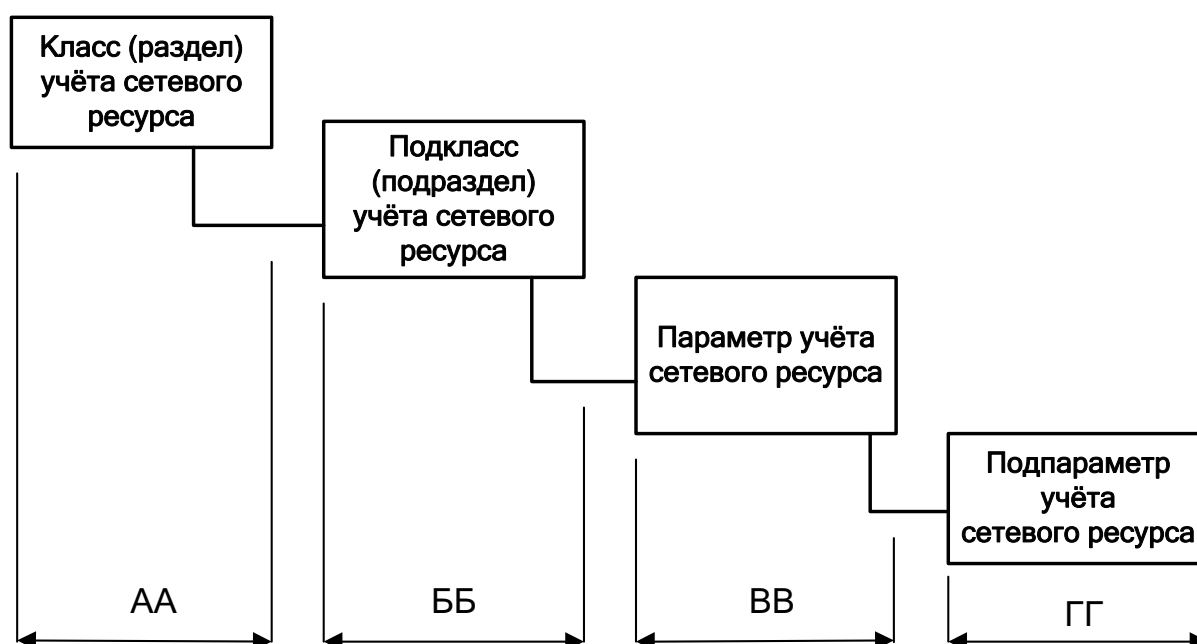 Класс (раздел)
учёта сетевого
ресурса
Подкласс
(подраздел)
учёта сетевого
ресурса
Параметр учёта
сетевого ресурса
Подпараметр
учёта
сетевого ресурса
АА
ББ
ВВ
ГГ